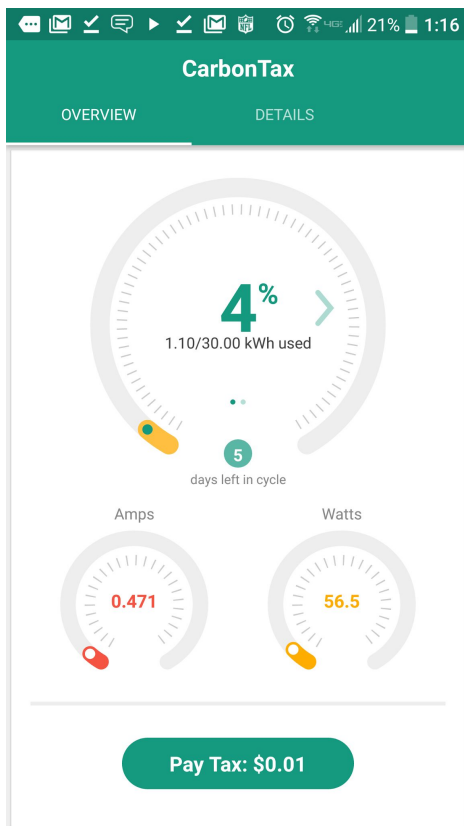 4G 21% 1:16
CarbonTax
OVERVIEW DETAILS
4%
1.10/30.00 kWh used
5
days left in cycle
Amps Watts
0.471 56.5
Pay Tax: $0.01